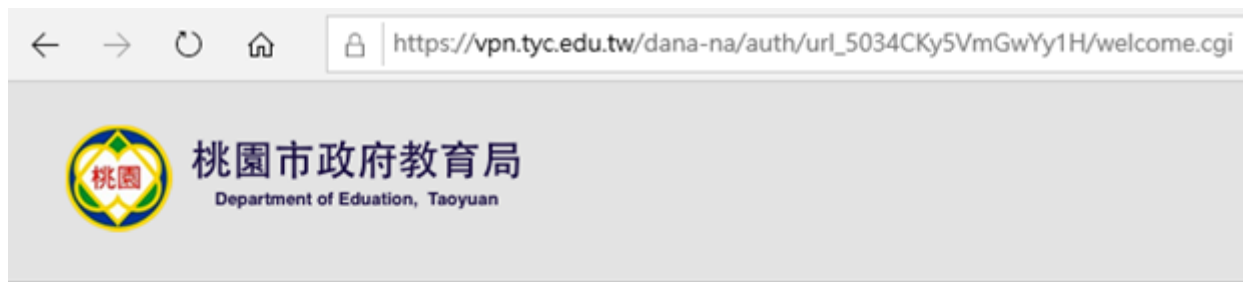 https://vpn.tyc.edu.tw/dana-na/auth/url_5034CKy5VmGwYy1H/welcome.cgi
桃園
桃園市政府教育局
Department of Eduation, Taoyuan